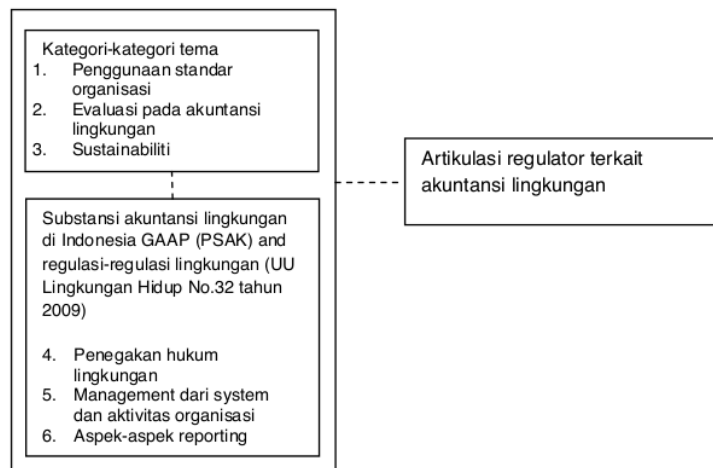 Kategori-kategori tema
1. Penggunaan standar
organisasi
2. Evaluasi pada akuntansi
lingkungan
3. Sustainabiliti
Substansi akuntansi lingkungan
di Indonesia GAAP (PSAK) and
regulasi-regulasi lingkungan (UU
Lingkungan Hidup No.32 tahun
2009)
4. Penegakan hukum
lingkungan
5. Management dari system
dan aktivitas organisasi
6. Aspek-aspek reporting
Artikulasi regulator terkait
akuntansi lingkungan